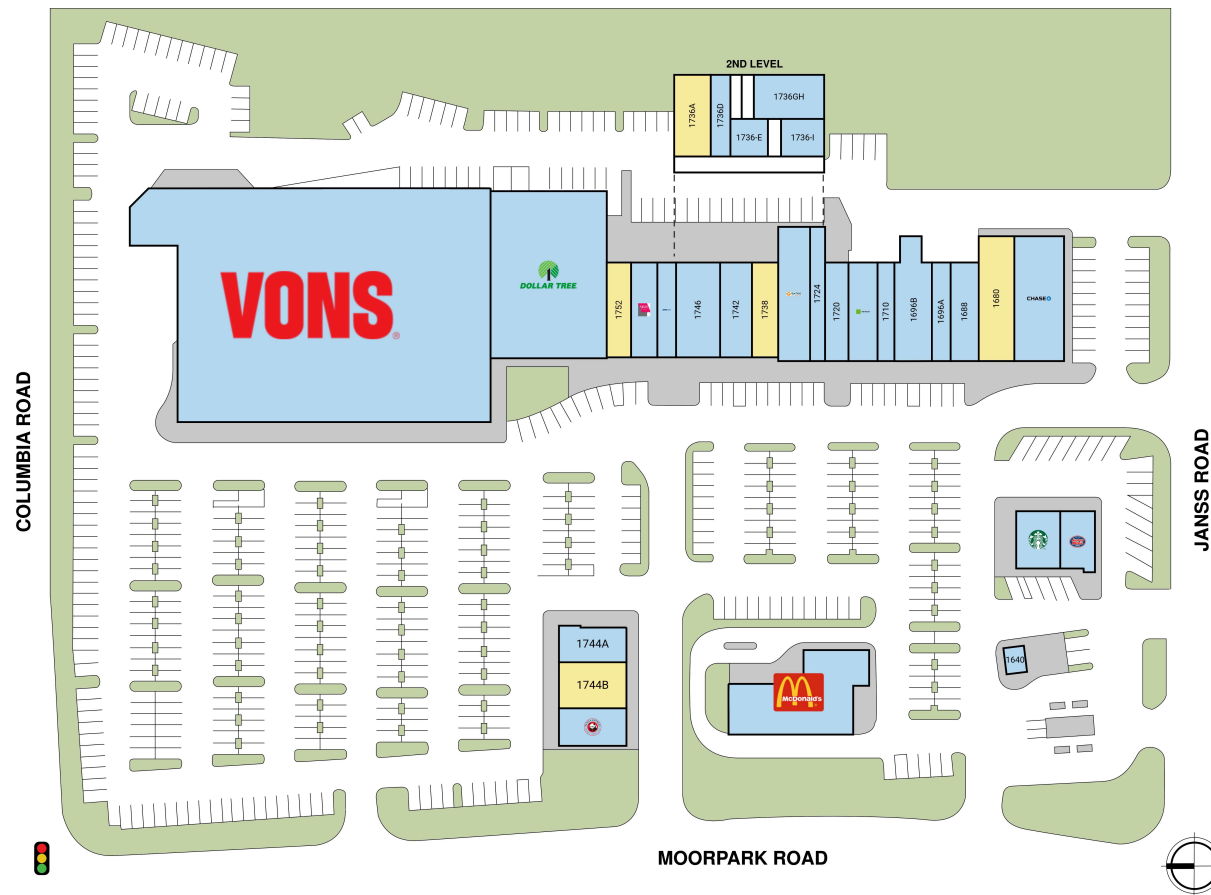 2ND LEVEL
1736A
1736D
1736GH
1736-E
1736-I
VONS®
DOLLAR TREE
1752
1746
1742
1738
1724
1720
1710
1696B
1696A
1688
1680
CHASE
COLUMBIA ROAD
JANSS ROAD
1744A
1744B
McDonald's
1640
MOORPARK ROAD